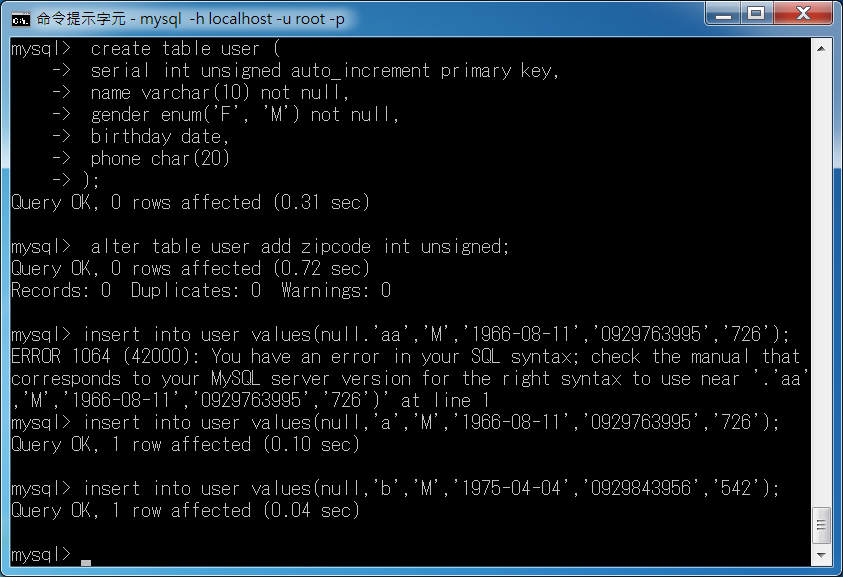 命令提示字元 - mysql  -h localhost -u root -p
mysql>  create table user (
    ->  serial int unsigned auto_increment primary key,
    ->  name varchar(10) not null,
    ->  gender enum('F', 'M') not null,
    ->  birthday date,
    ->  phone char(20)
    -> );
Query OK, 0 rows affected (0.31 sec)
mysql>  alter table user add zipcode int unsigned;
Query OK, 0 rows affected (0.72 sec)
Records: 0  Duplicates: 0  Warnings: 0
mysql> insert into user values(null.'aa','M','1966-08-11','0929763995','726');
ERROR 1064 (42000): You have an error in your SQL syntax; check the manual that
corresponds to your MySQL server version for the right syntax to use near '.'aa'
,'M','1966-08-11','0929763995','726')' at line 1
mysql> insert into user values(null,'a','M','1966-08-11','0929763995','726');
Query OK, 1 row affected (0.10 sec)
mysql> insert into user values(null,'b','M','1975-04-04','0929843956','542');
Query OK, 1 row affected (0.04 sec)
mysql>